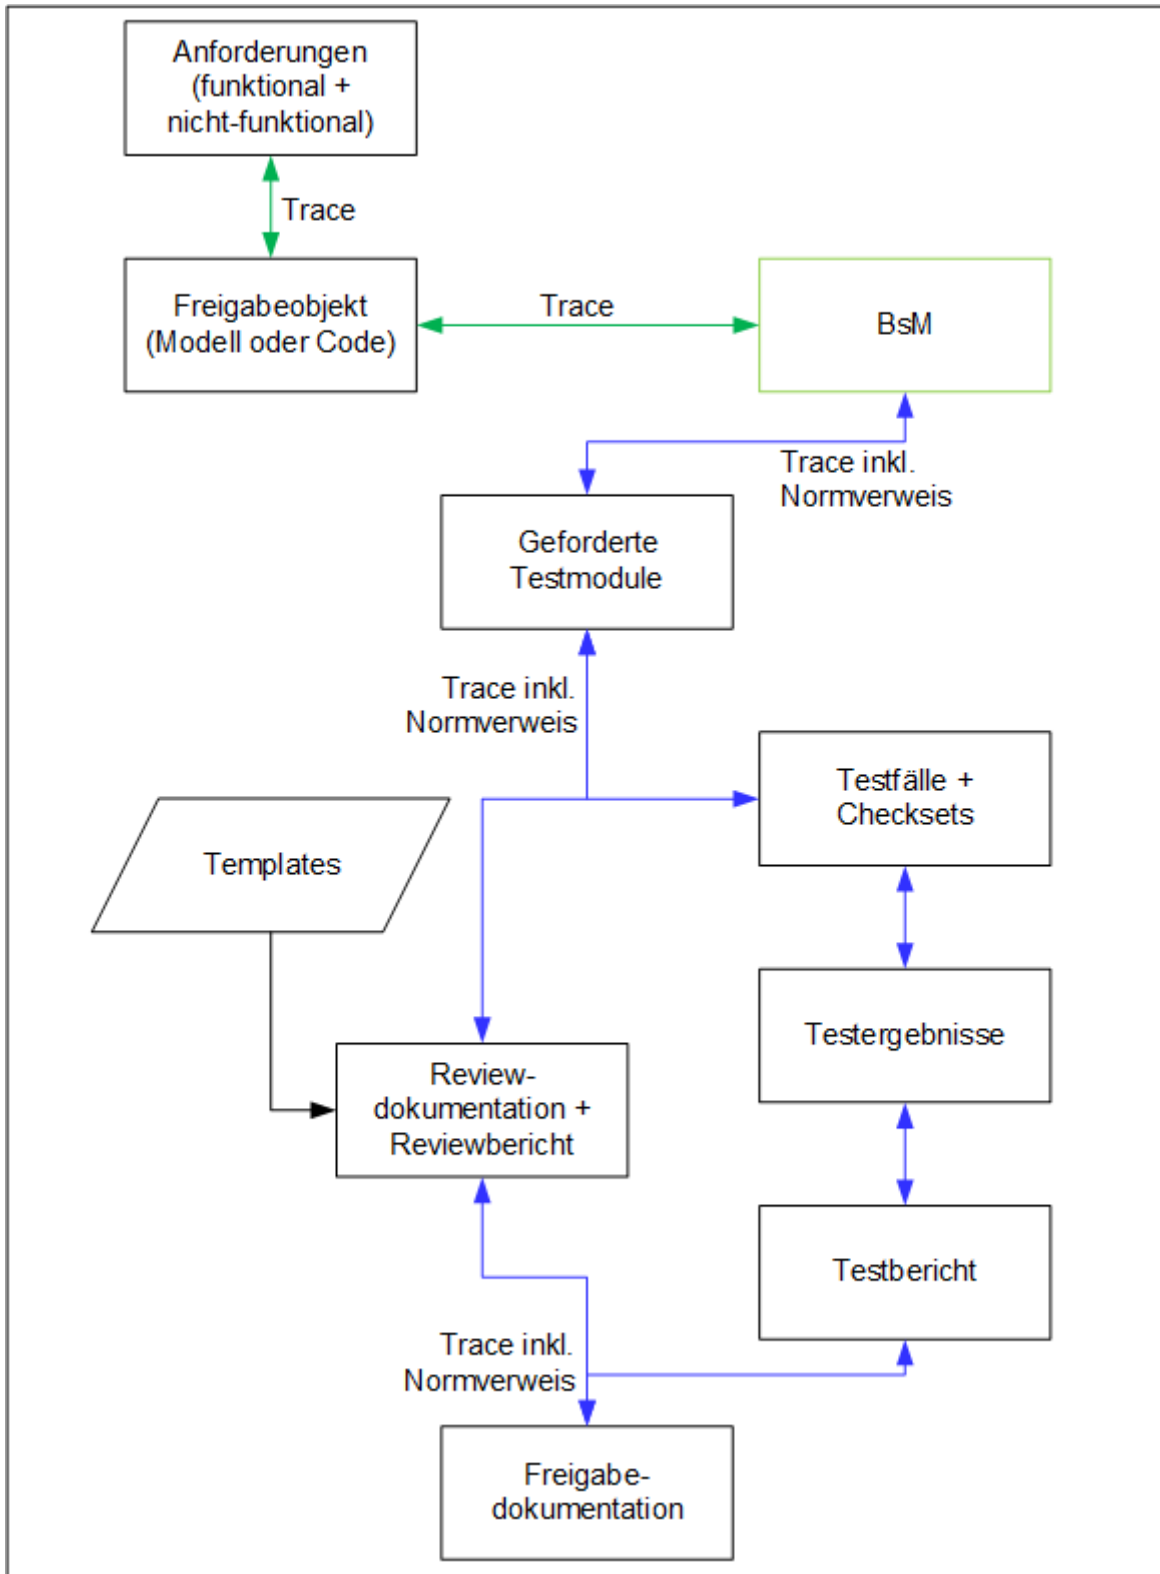 Anforderungen
(funktional +
nicht-funktional)
Trace
Freigabeobjekt
(Modell oder Code)
Trace
BsM
Trace inkl.
Normverweis
Geforderte
Testmodule
Trace inkl.
Normverweis
Testfälle +
Checksets
Templates
Testergebnisse
Review-
dokumentation +
Reviewbericht
Testbericht
Trace inkl.
Normverweis
Freigabe-
dokumentation